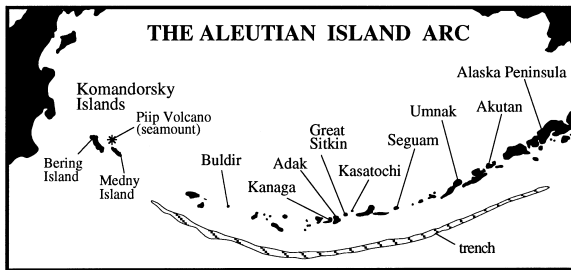 THE ALEUTIAN ISLAND ARC
Komandorsky
Islands
Piip Volcano
(seamount)
Bering
Island
Medny
Island
Buldir
Kanaga
Adak
Great
Sitkin
Kasatochi
Seguam
Umnak
Akutan
Alaska Peninsula
trench